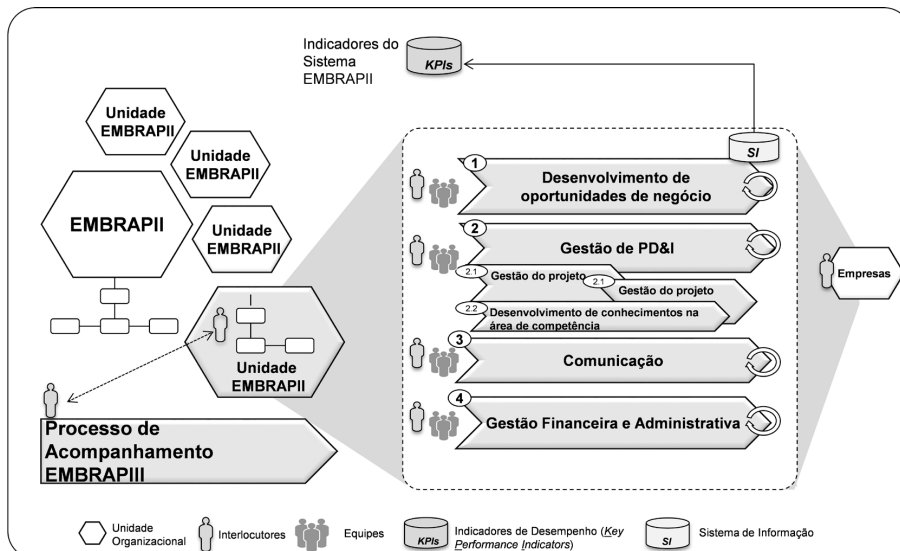 Indicadores do
Sistema
EMBRAPII
KPIs
Unidade
EMBRAPII
Unidade
EMBRAPII
Unidade
EMBRAPII
EMBRAPII
Unidade
EMBRAPII
Processo de
Acompanhamento
EMBRAPIII
SI
1
Desenvolvimento de
oportunidades de negócio
2
Gestão de PD&I
2.1
Gestão do projeto
2.1
Gestão do projeto
2.2
Desenvolvimento de conhecimentos na
área de competência
3
Comunicação
4
Gestão Financeira e Administrativa
Empresas
Unidade
Organizacional
Interlocutores
Equipes
KPIs
Indicadores de Desempenho (Key
Performance Indicators)
SI
Sistema de Informação